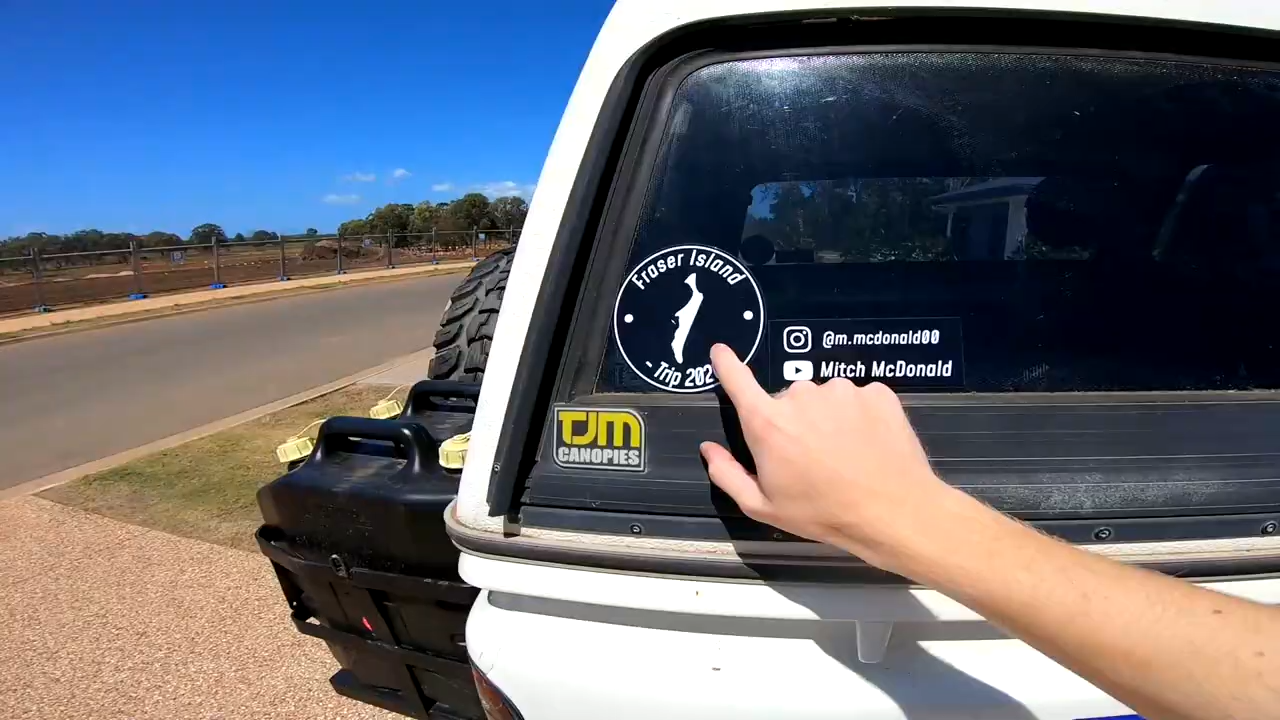 Fraser Island
- Trip 202
@m.mcdonald00
Mitch McDonald
TJM
CANOPIES